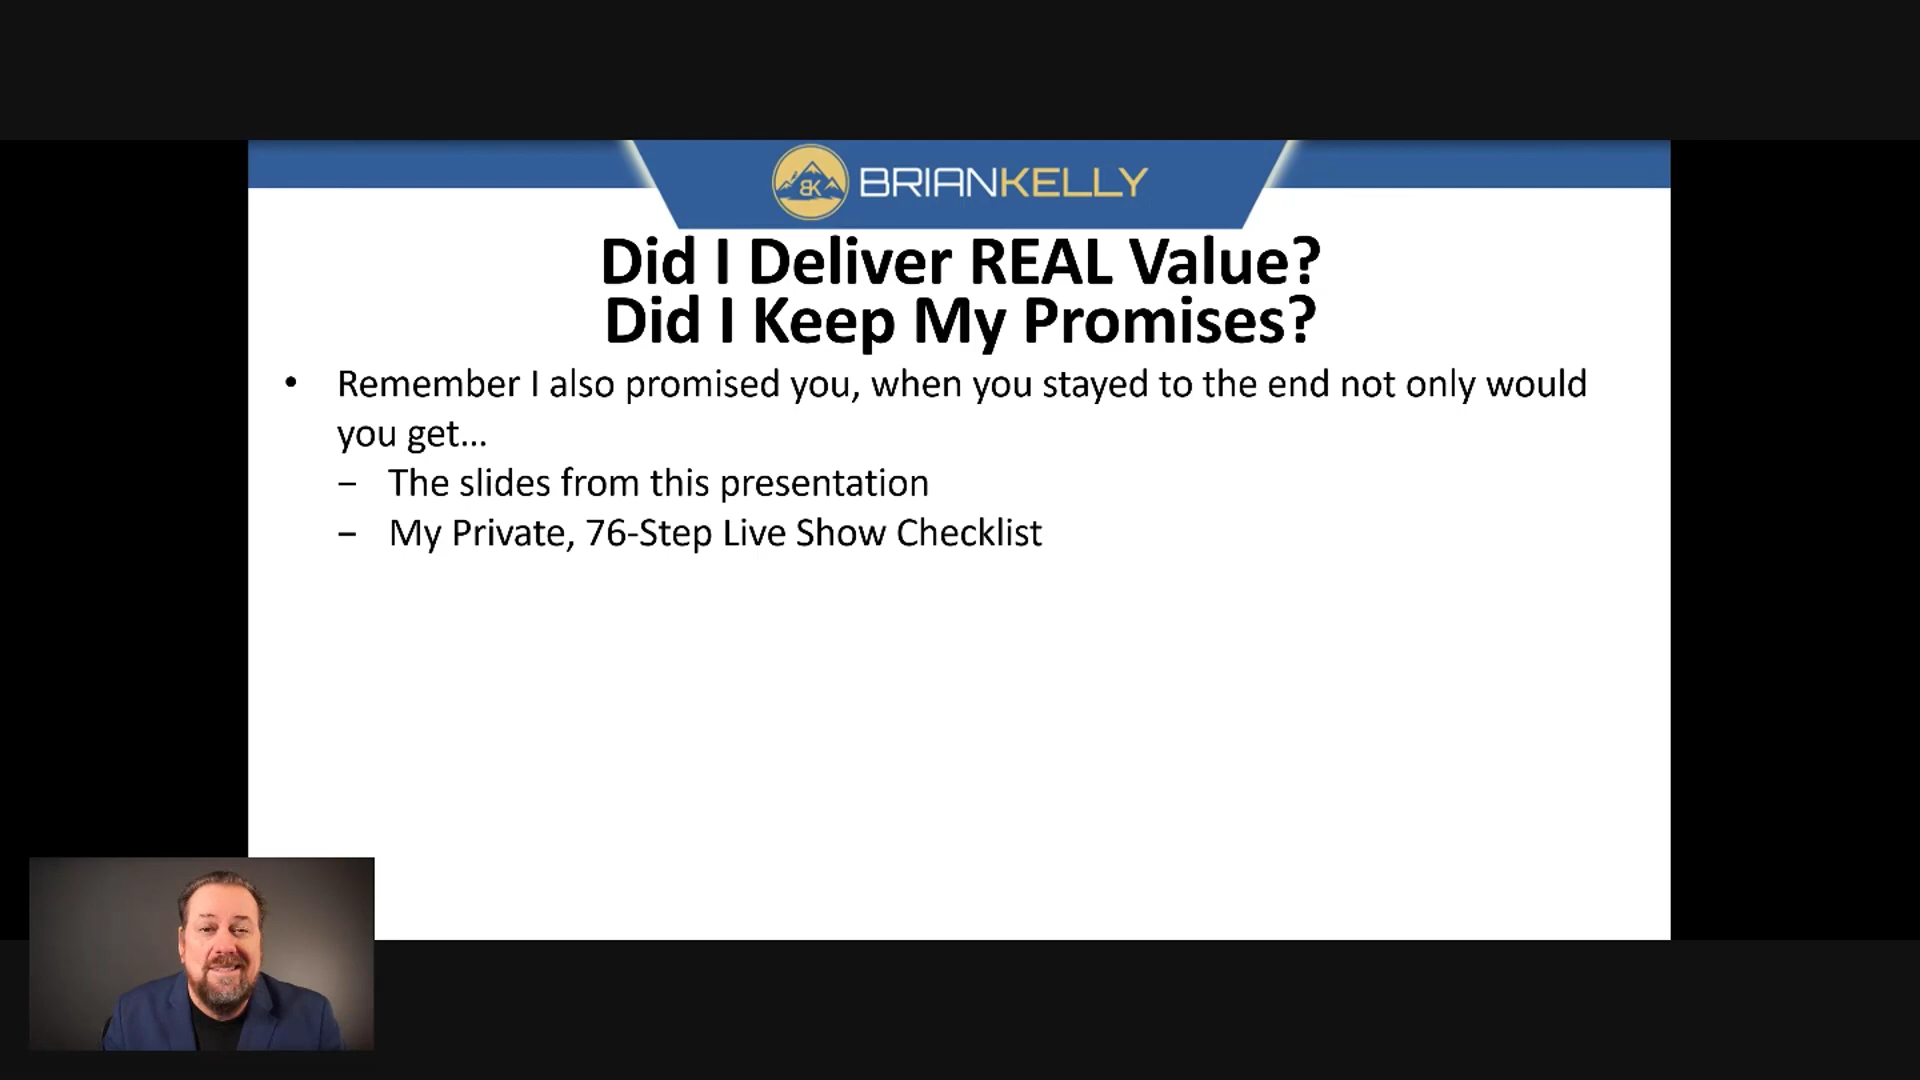 BK BRIANKELLY
Did I Deliver REAL Value?
Did I Keep My Promises?
• Remember I also promised you, when you stayed to the end not only would
you get...
– The slides from this presentation
– My Private, 76-Step Live Show Checklist